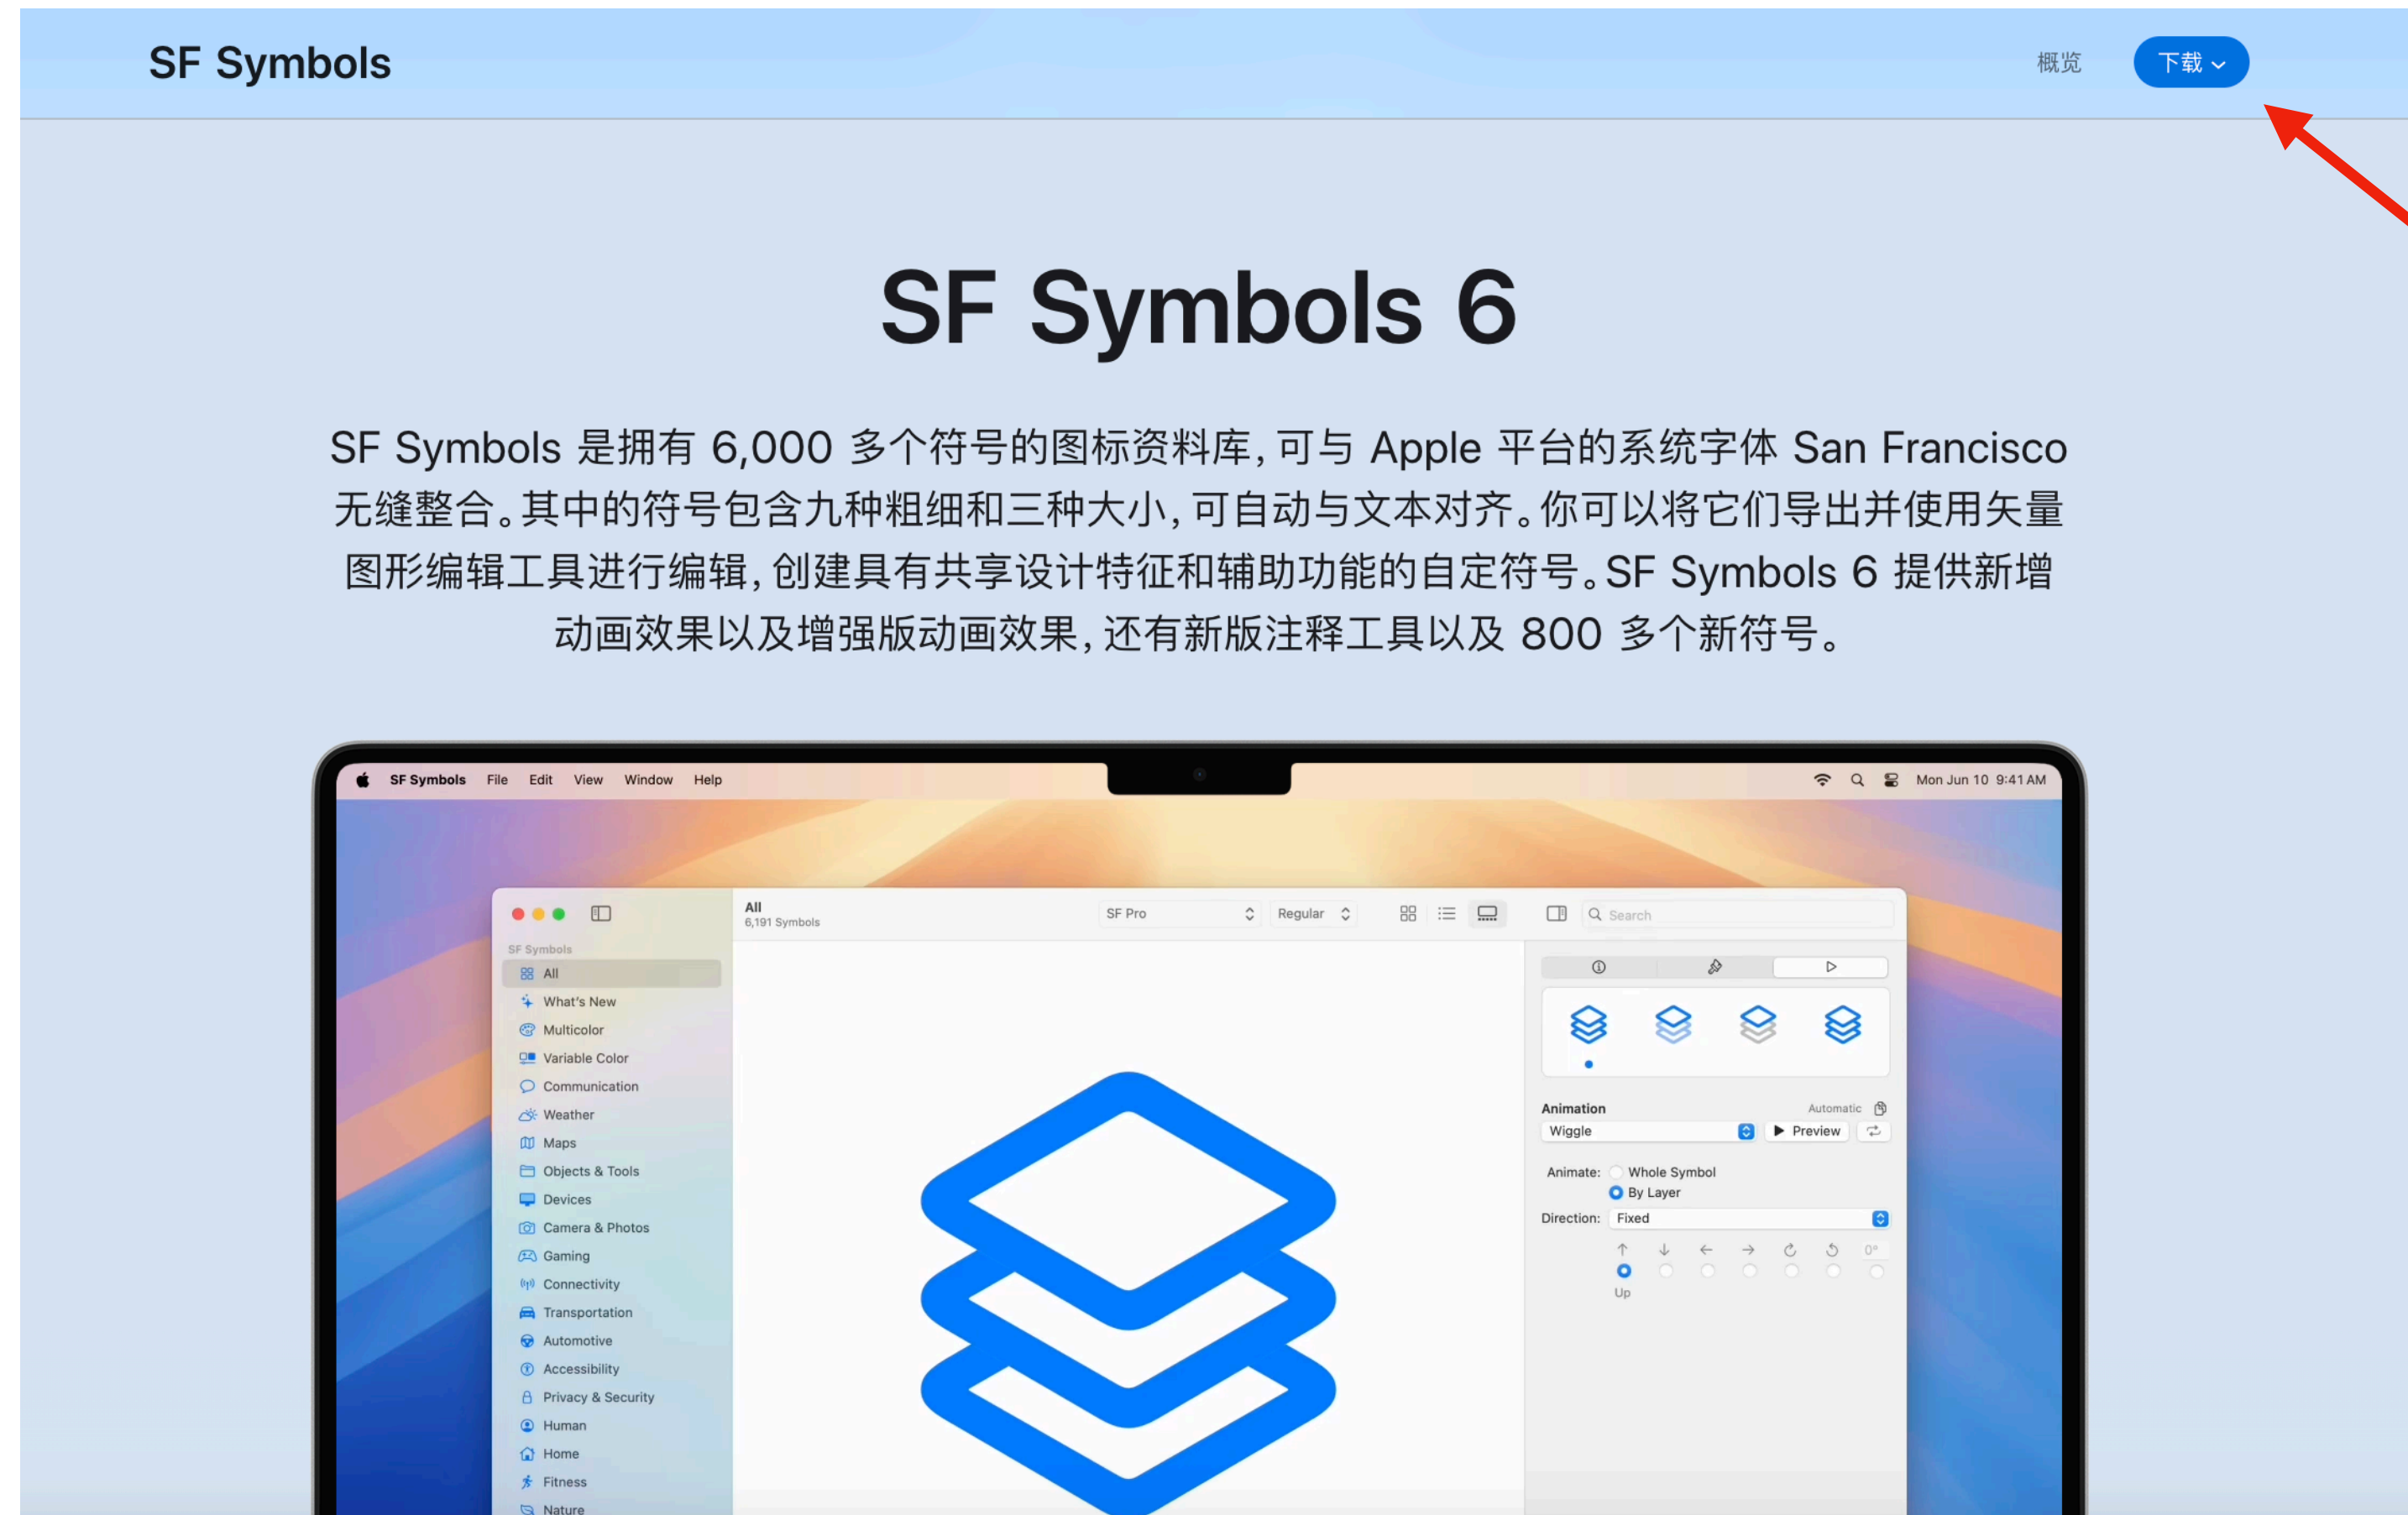 SF Symbols
概览
下载
SF Symbols 6
SF Symbols 是拥有 6,000 多个符号的图标资料库，可与 Apple 平台的系统字体 San Francisco
无缝整合。其中的符号包含九种粗细和三种大小，可自动与文本对齐。你可以将它们导出并使用矢量
图形编辑工具进行编辑，创建具有共享设计特征和辅助功能的自定符号。SF Symbols 6 提供新增
动画效果以及增强版动画效果，还有新版注释工具以及 800 多个新符号。
SF Symbols File Edit View Window Help
Mon Jun 10 9:41 AM
All
6,191 Symbols
SF Pro
Regular
Search
SF Symbols
All
What's New
Multicolor
Variable Color
Communication
Weather
Maps
Objects & Tools
Devices
Camera & Photos
Gaming
Connectivity
Transportation
Automotive
Accessibility
Privacy & Security
Human
Home
Fitness
Nature
Animation
Automatic
Wiggle
Preview
Animate: Whole Symbol
By Layer
Direction: Fixed
0°
Up